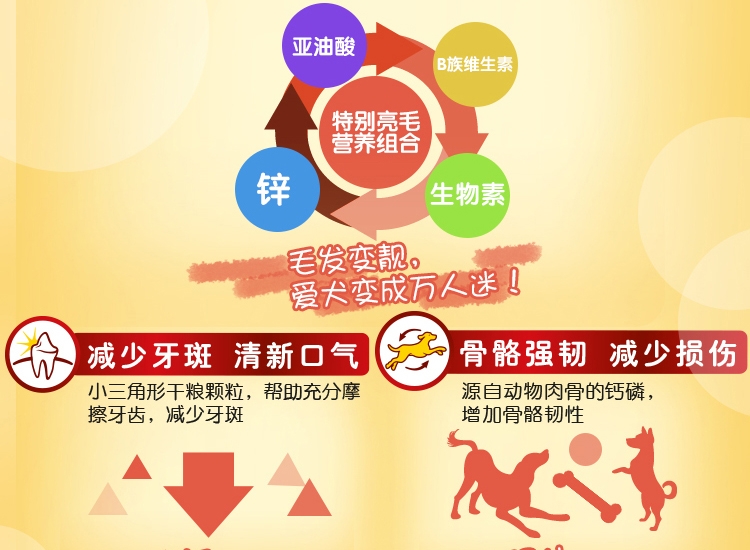 亚油酸
B族维生素
特别亮毛
营养组合
锌
生物素
毛发变靓，
爱犬变成万人迷！
减少牙斑 清新口气
骨骼强韧 减少损伤
小三角形干粮颗粒，帮助充分摩
擦牙齿，减少牙斑
源自动物肉骨的钙磷，
增加骨骼韧性